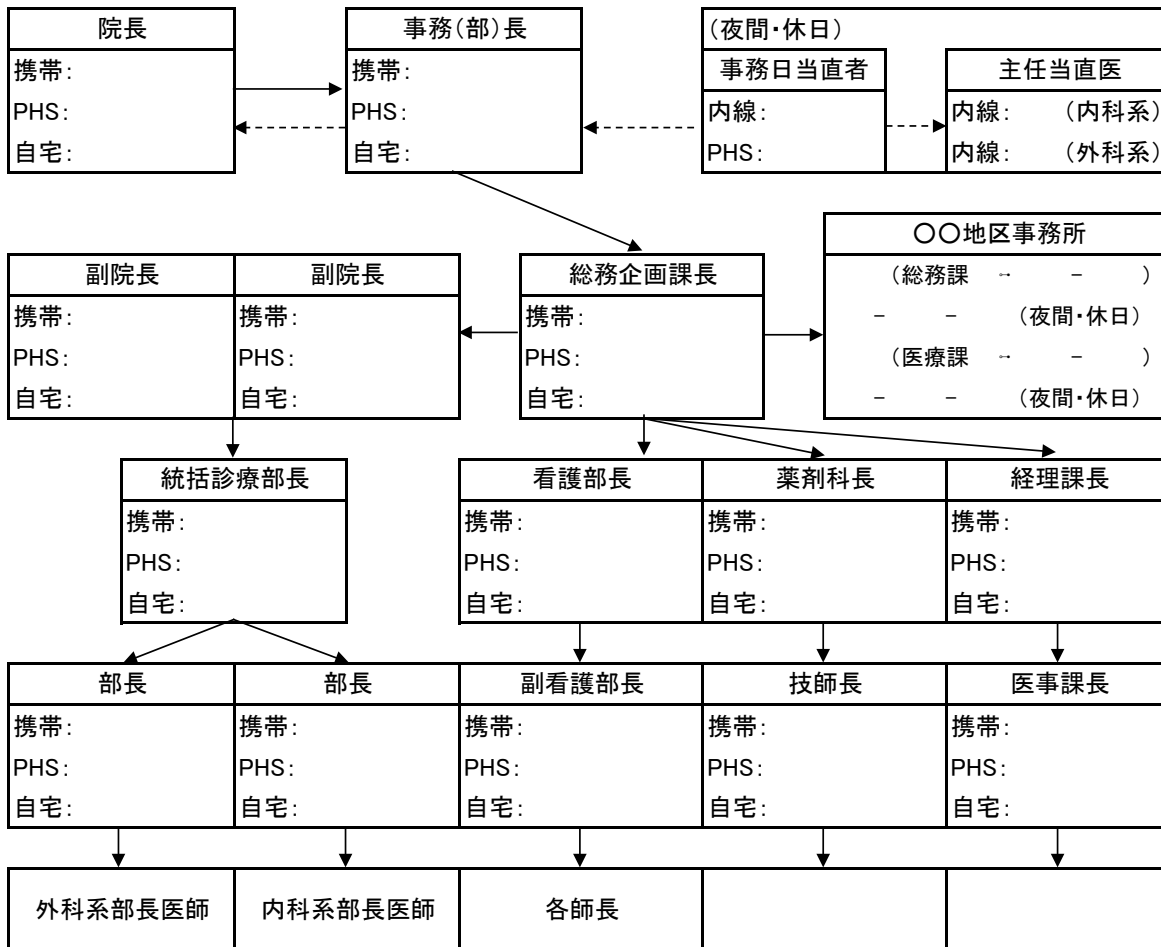 院長
携帯：
PHS：
自宅：
事務（部）長
携帯：
PHS：
自宅：
（夜間・休日）
事務日当直者
内線：
PHS：
主任当直医
内線：　（内科系）
内線：　（外科系）
副院長
携帯：
PHS：
自宅：
副院長
携帯：
PHS：
自宅：
総務企画課長
携帯：
PHS：
自宅：
〇〇地区事務所
（総務課　--　－　）
－　－　（夜間・休日）
（医療課　--　－　）
－　－　（夜間・休日）
統括診療部長
携帯：
PHS：
自宅：
看護部長
携帯：
PHS：
自宅：
薬剤科長
携帯：
PHS：
自宅：
経理課長
携帯：
PHS：
自宅：
部長
携帯：
PHS：
自宅：
部長
携帯：
PHS：
自宅：
副看護部長
携帯：
PHS：
自宅：
技師長
携帯：
PHS：
自宅：
医事課長
携帯：
PHS：
自宅：
外科系部長医師
内科系部長医師
各師長